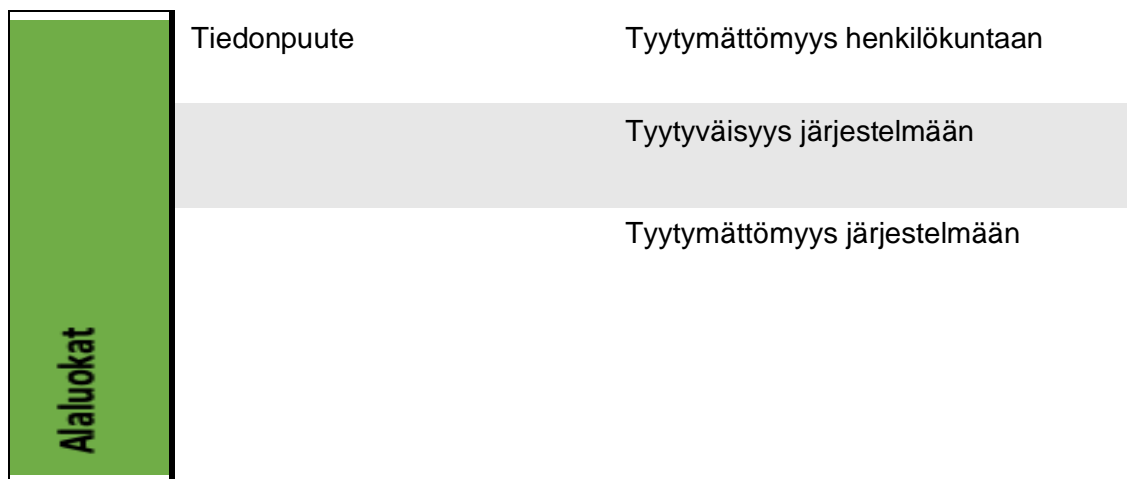 Tiedonpuute
Tyytymättömyys henkilökuntaan
Tyytyväisyys järjestelmään
Tyytymättömyys järjestelmään
Alaluokat